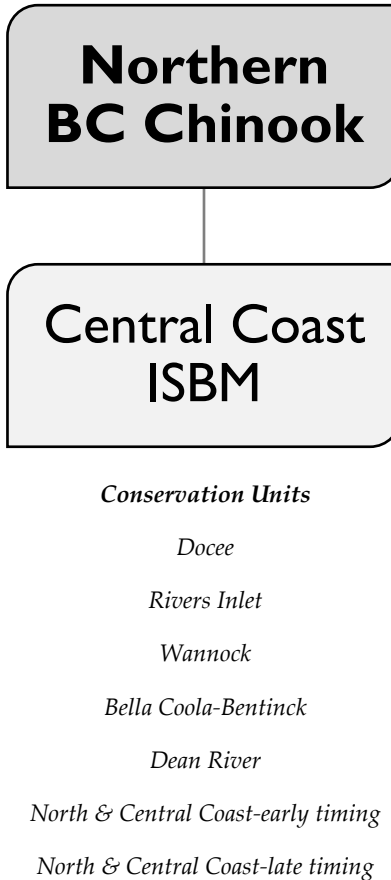 Northern
BC Chinook
Central Coast
ISBM
Conservation Units
Docee
Rivers Inlet
Wannock
Bella Coola-Bentinck
Dean River
North & Central Coast-early timing
North & Central Coast-late timing